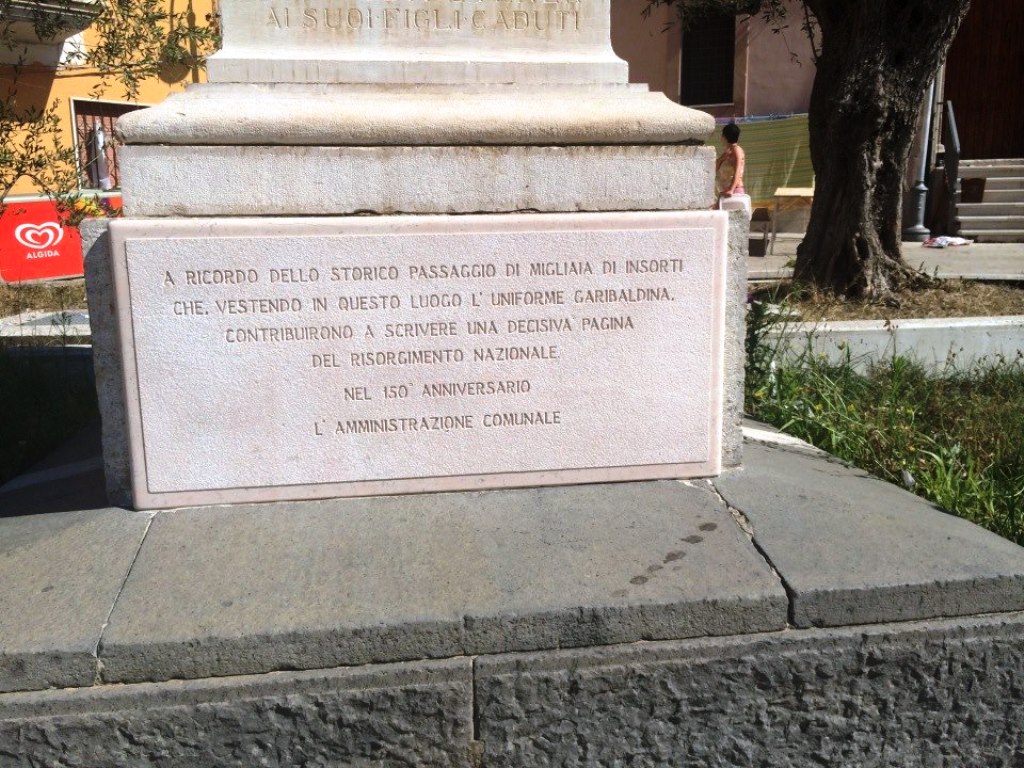 AI SUOI FIGLI CADUTI
A RICORDO DELLO STORICO PASSAGGIO DI MIGLIAIA DI INSORTI
CHE, VESTENDO IN QUESTO LUOGO L' UNIFORME GARIBALDINA,
CONTRIBUIRONO A SCRIVERE UNA DECISIVA PAGINA
DEL RISORGIMENTO NAZIONALE.
NEL 150° ANNIVERSARIO
L' AMMINISTRAZIONE COMUNALE
ALGIDA